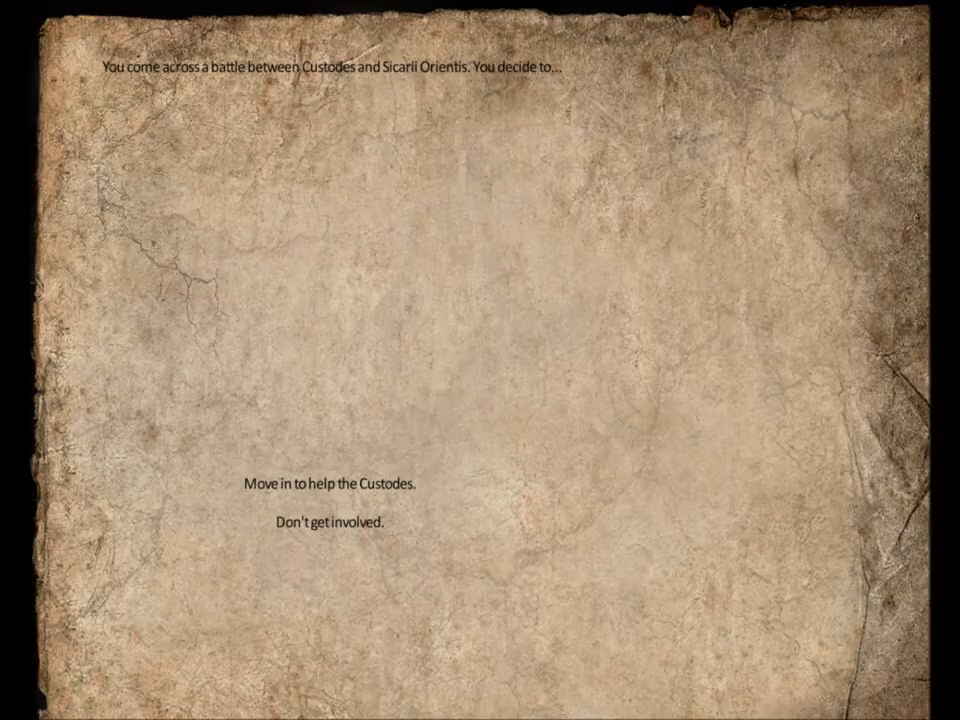 You come across a battle between Custodes and Sicarii Orientis. You decide to...
Move in to help the Custodes.
Don't get involved.